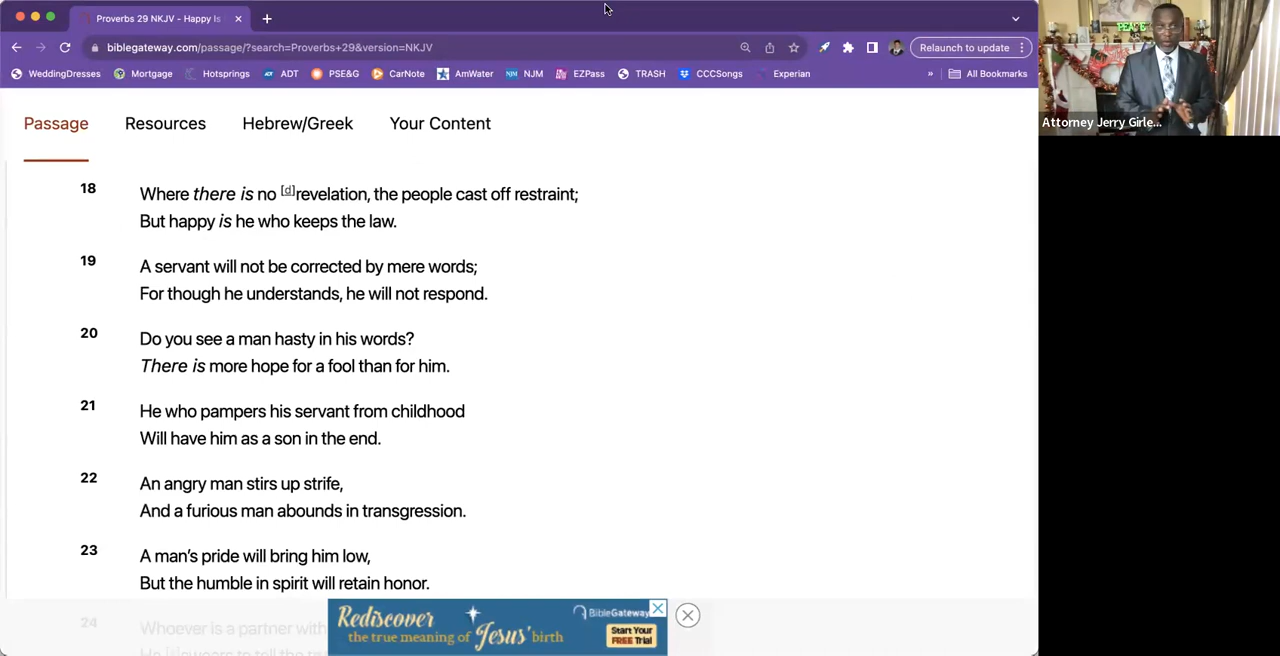 Proverbs 29 NKJV - Happy Is
biblegateway.com/passage/?search=Proverbs+29&version=NKJV
Relaunch to update
WeddingDresses Mortgage Hotsprings ADT PSE&G CarNote AmWater NJM EZPass TRASH CCCSongs Experian » All Bookmarks
PEACE
Attorney Jerry Girle...
Passage Resources Hebrew/Greek Your Content
18 Where there is no [d]revelation, the people cast off restraint;
But happy is he who keeps the law.
19 A servant will not be corrected by mere words;
For though he understands, he will not respond.
20 Do you see a man hasty in his words?
There is more hope for a fool than for him.
21 He who pampers his servant from childhood
Will have him as a son in the end.
22 An angry man stirs up strife,
And a furious man abounds in transgression.
23 A man's pride will bring him low,
But the humble in spirit will retain honor.
24 Whoever is a partner with
Rediscover
the true meaning of Jesus' birth
BibleGateway
Start Your
FREE Trial